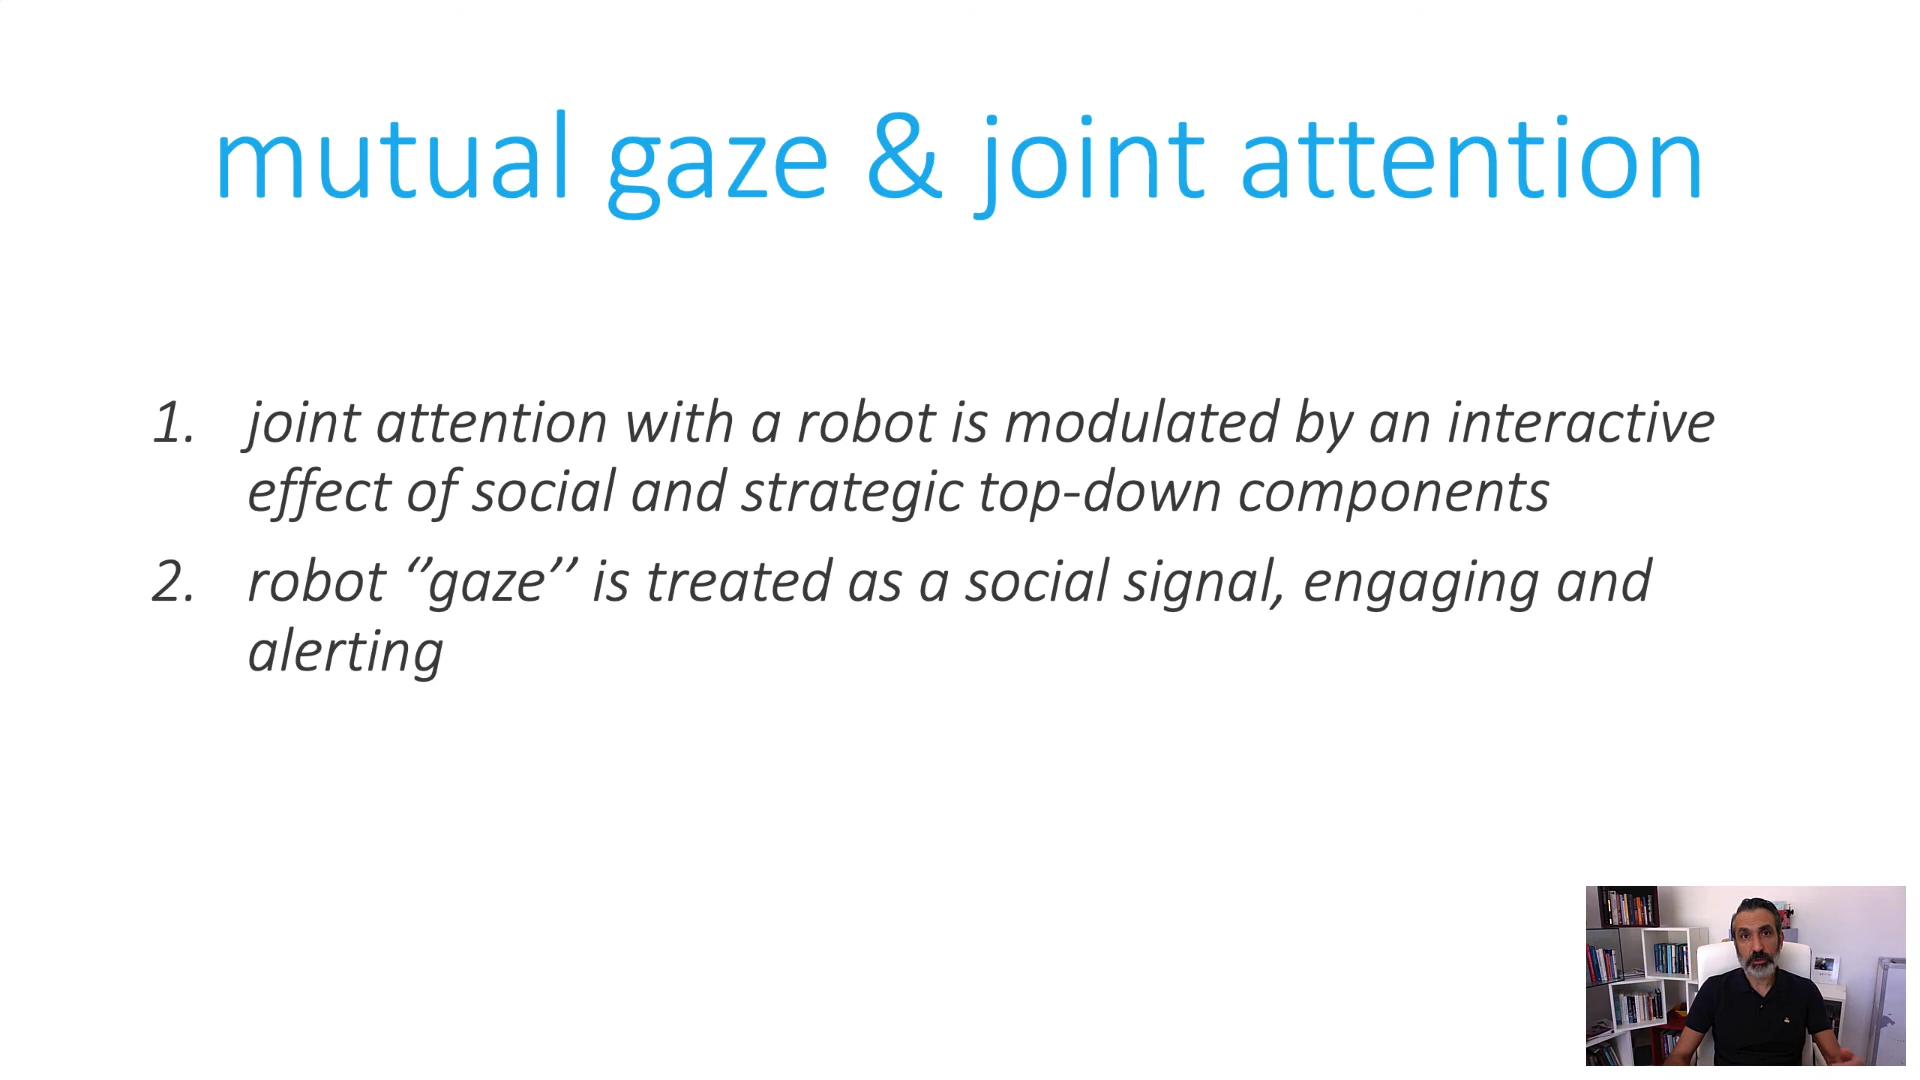 mutual gaze & joint attention
1. joint attention with a robot is modulated by an interactive
effect of social and strategic top-down components
2. robot ‘’gaze’’ is treated as a social signal, engaging and
alerting